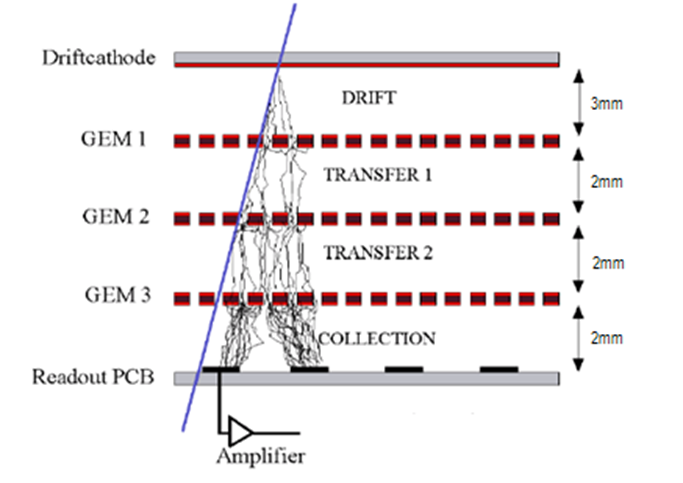 Driftcathode
DRIFT
3mm
GEM 1
TRANSFER 1
2mm
GEM 2
TRANSFER 2
2mm
GEM 3
COLLECTION
2mm
Readout PCB
Amplifier